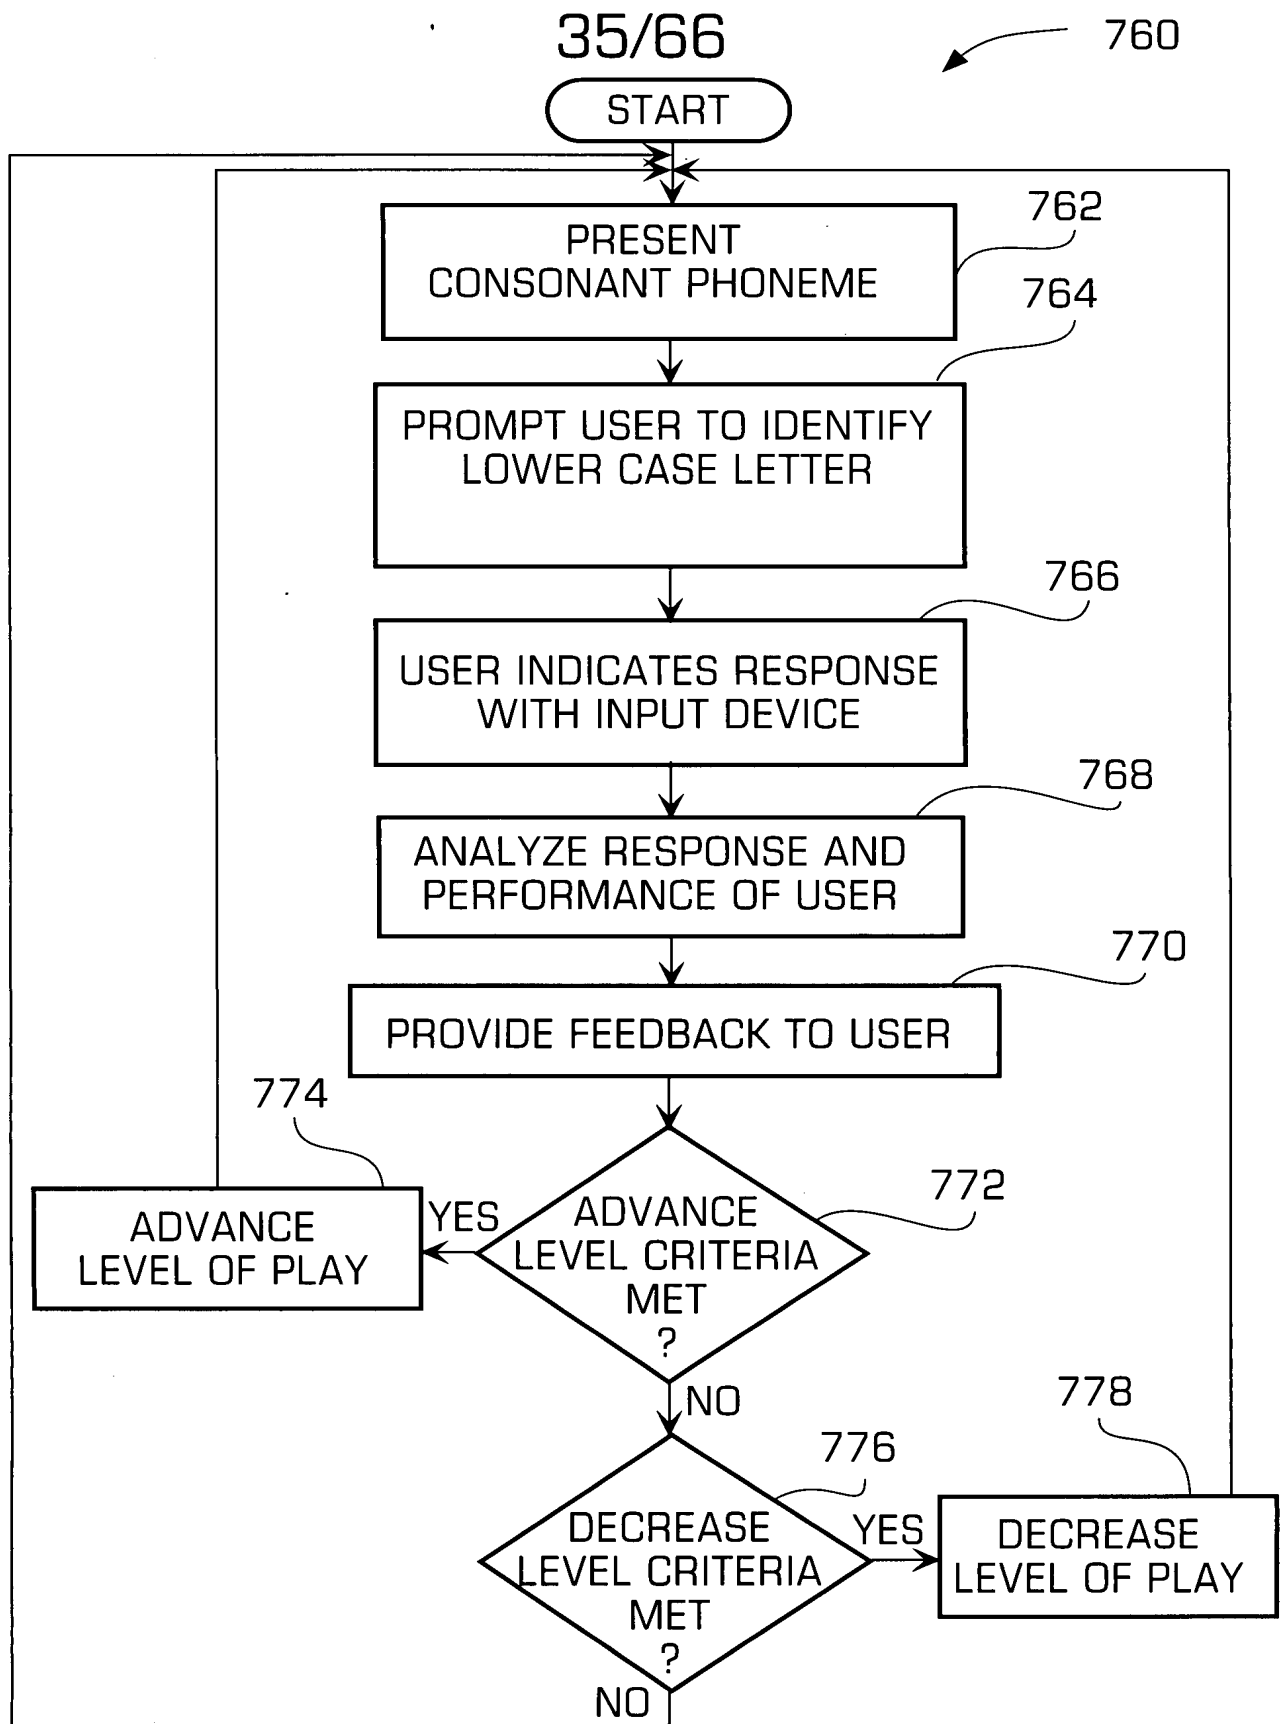 35/66
760
START
762
PRESENT
CONSONANT PHONEME
764
PROMPT USER TO IDENTIFY
LOWER CASE LETTER
766
USER INDICATES RESPONSE
WITH INPUT DEVICE
768
ANALYZE RESPONSE AND
PERFORMANCE OF USER
770
PROVIDE FEEDBACK TO USER
774
772
ADVANCE
LEVEL OF PLAY
YES
ADVANCE
LEVEL CRITERIA
MET
?
NO
778
776
DECREASE
LEVEL CRITERIA
MET
?
YES
DECREASE
LEVEL OF PLAY
NO